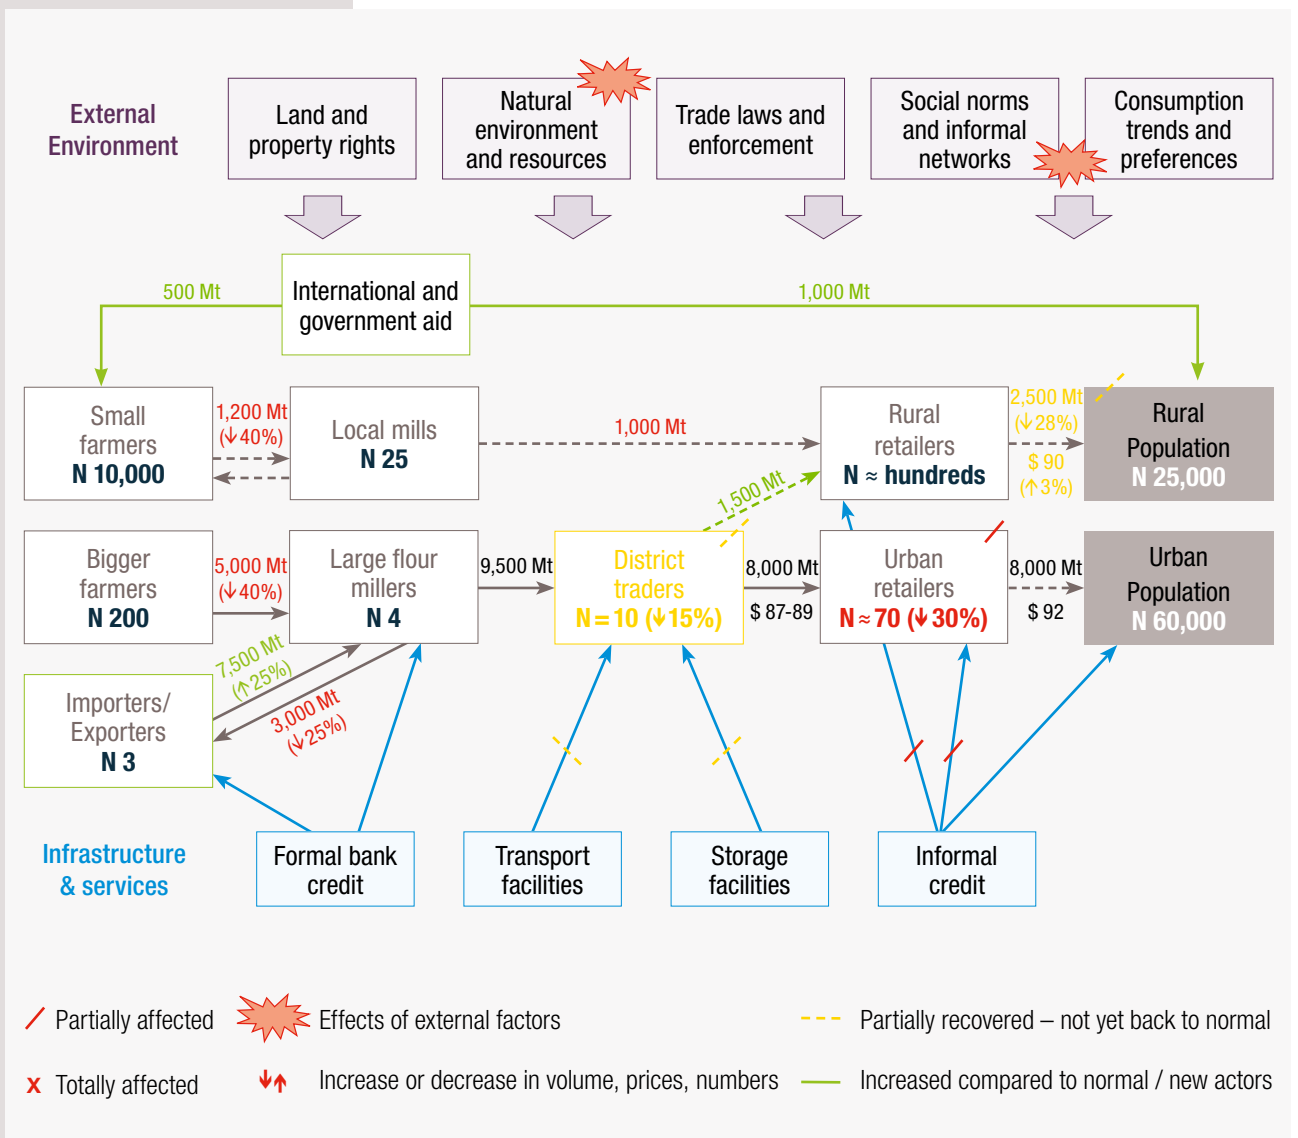 External
Environment
Land and
property rights
Natural
environment
and resources
Trade laws and
enforcement
Social norms
and informal
networks
Consumption
trends and
preferences
500 Mt
International and
government aid
1,000 Mt
Small
farmers
N 10,000
1,200 Mt
(↓40%)
Local mills
N 25
1,000 Mt
Rural
retailers
N ≈ hundreds
2,500 Mt
(↓28%)
$ 90
(↑3%)
Rural
Population
N 25,000
1,500 Mt
Bigger
farmers
N 200
5,000 Mt
(↓40%)
Large flour
millers
N 4
9,500 Mt
District
traders
N = 10 (↓15%)
8,000 Mt
$ 87-89
Urban
retailers
N ≈ 70 (↓30%)
8,000 Mt
$ 92
Urban
Population
N 60,000
7,500 Mt
(↑25%)
3,000 Mt
(↓25%)
Importers/
Exporters
N 3
Infrastructure
& services
Formal bank
credit
Transport
facilities
Storage
facilities
Informal
credit
Partially affected
Effects of external factors
Partially recovered – not yet back to normal
x Totally affected
↓↑ Increase or decrease in volume, prices, numbers
Increased compared to normal / new actors